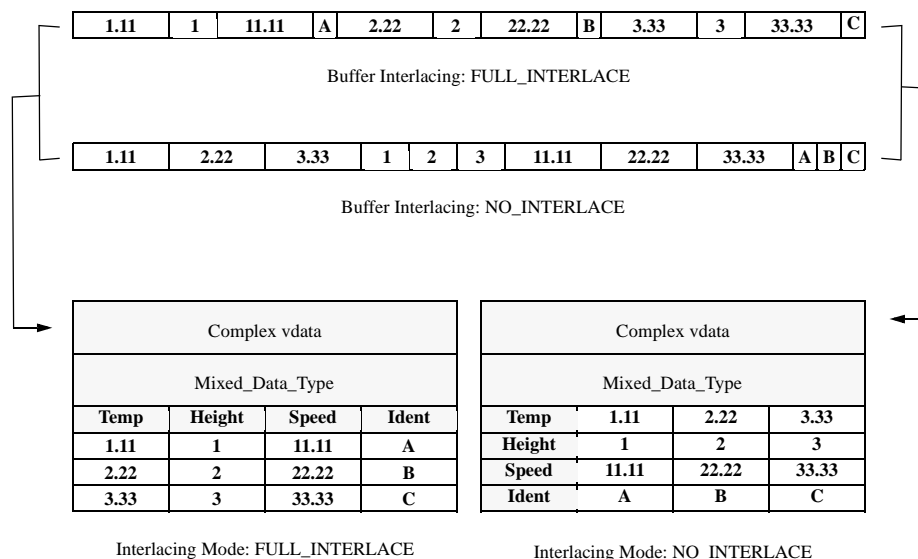 1.11 1 11.11 A 2.22 2 22.22 B 3.33 3 33.33 C
Buffer Interlacing: FULL_INTERLACE
1.11 2.22 3.33 1 2 3 11.11 22.22 33.33 A B C
Buffer Interlacing: NO_INTERLACE
Complex vdata
Mixed_Data_Type
Temp Height Speed Ident
1.11 1 11.11 A
2.22 2 22.22 B
3.33 3 33.33 C
Interlacing Mode: FULL_INTERLACE
Complex vdata
Mixed_Data_Type
Temp 1.11 2.22 3.33
Height 1 2 3
Speed 11.11 22.22 33.33
Ident A B C
Interlacing Mode: NO_INTERLACE